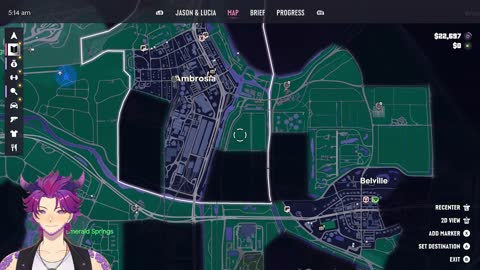 5:14 am
JASON & LUCIA
MAP
BRIEF
PROGRESS
$22,697
$0
Ambrosia
Belville
Emerald Springs
RECENTER
2D VIEW
ADD MARKER
SET DESTINATION
EXIT